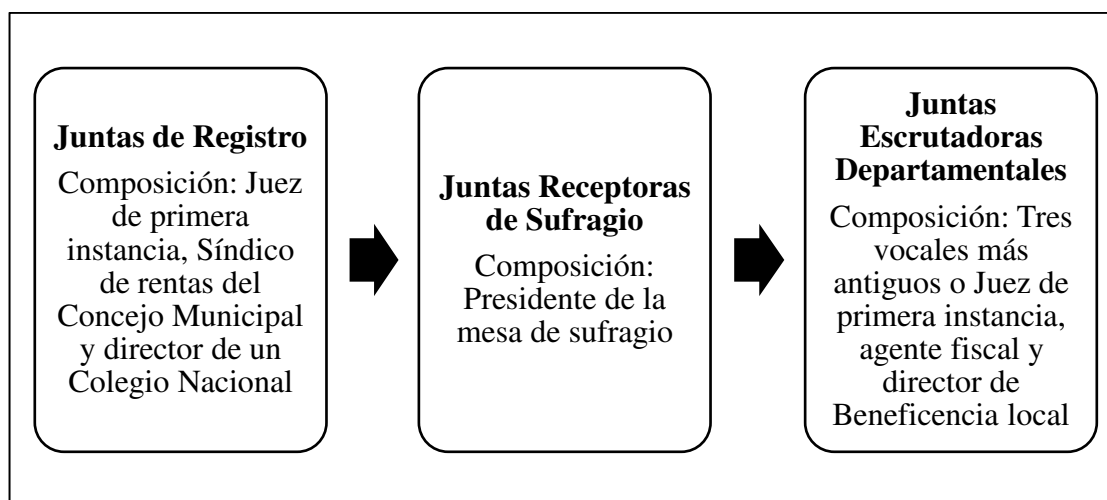 Juntas de Registro
Composición: Juez
de primera
instancia, Síndico
de rentas del
Concejo Municipal
y director de un
Colegio Nacional
Juntas Receptoras
de Sufragio
Composición:
Presidente de la
mesa de sufragio
Juntas
Escrutadoras
Departamentales
Composición: Tres
vocales más
antiguos o Juez de
primera instancia,
agente fiscal y
director de
Beneficencia local